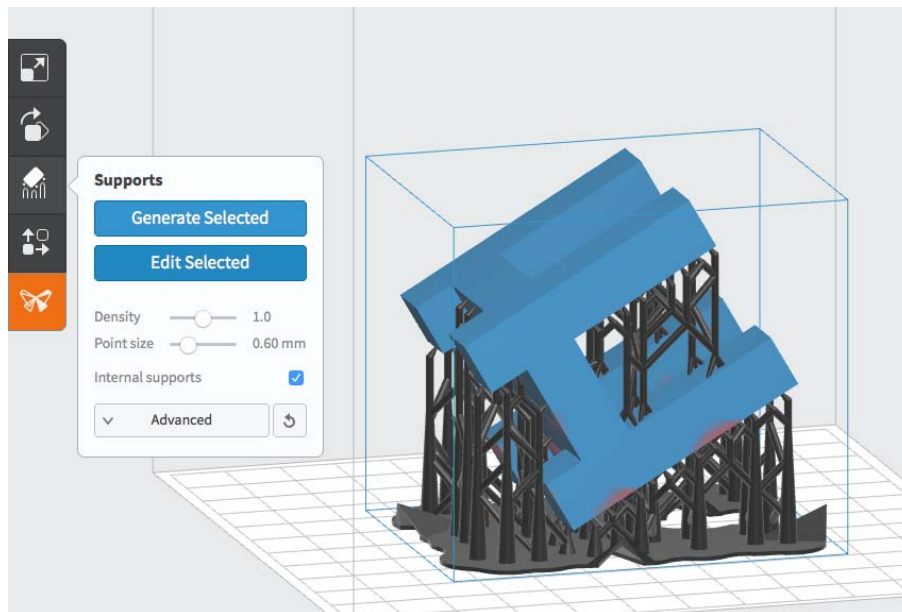 Supports
Generate Selected
Edit Selected
Density 1.0
Point size 0.60 mm
Internal supports
Advanced